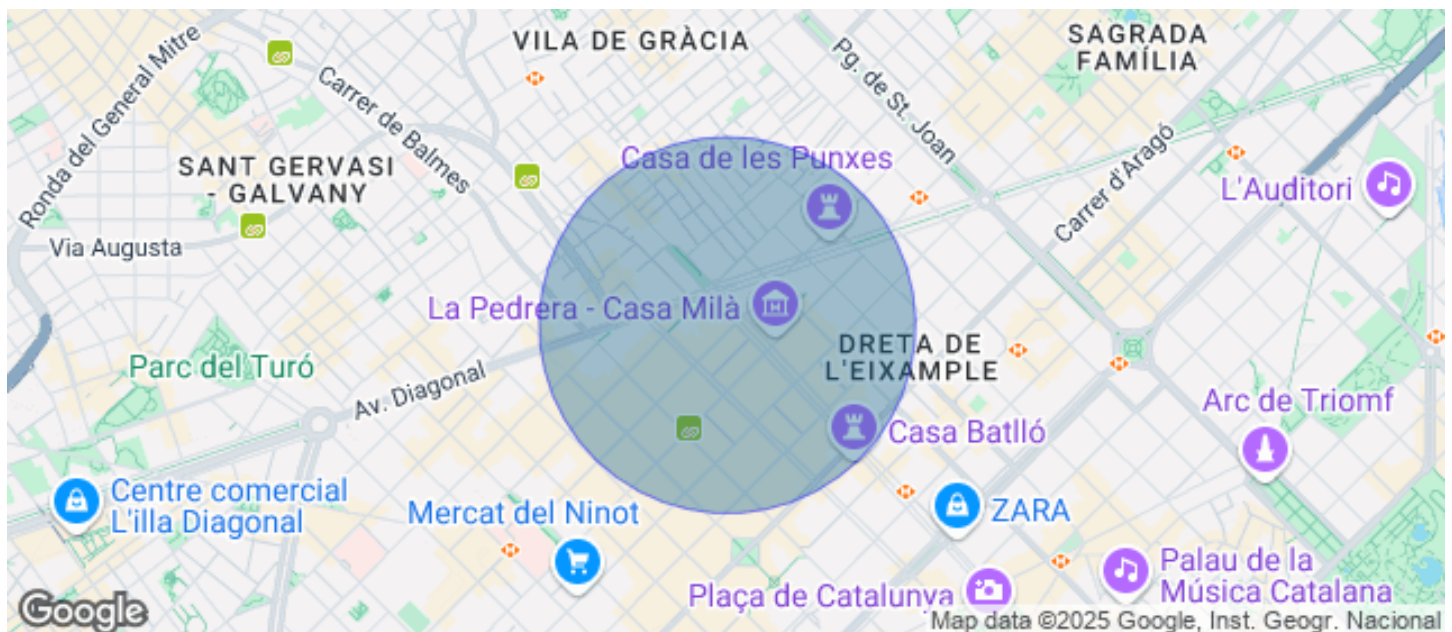 VILA DE GRÀCIA
SAGRADA
FAMÍLIA
Ronda del General Mitre
Carrer de Balmes
Pg. de St. Joan
Carrer d'Aragó
SANT GERVASI
- GALVANY
Casa de les Punxes
L'Auditori
Via Augusta
La Pedrera - Casa Milà
Parc del Turó
DRETA DE
L'EIXAMPLE
Av. Diagonal
Arc de Triomf
Casa Batlló
Centre comercial
L'illa Diagonal
Mercat del Ninot
ZARA
Palau de la
Música Catalana
Plaça de Catalunya
Google
Map data ©2025 Google, Inst. Geogr. Nacional